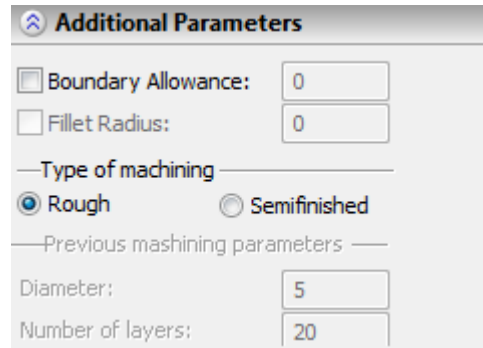 Additional Parameters
Boundary Allowance: 0
Fillet Radius: 0
Type of machining
Rough Semifinished
Previous mashining parameters
Diameter: 5
Number of layers: 20